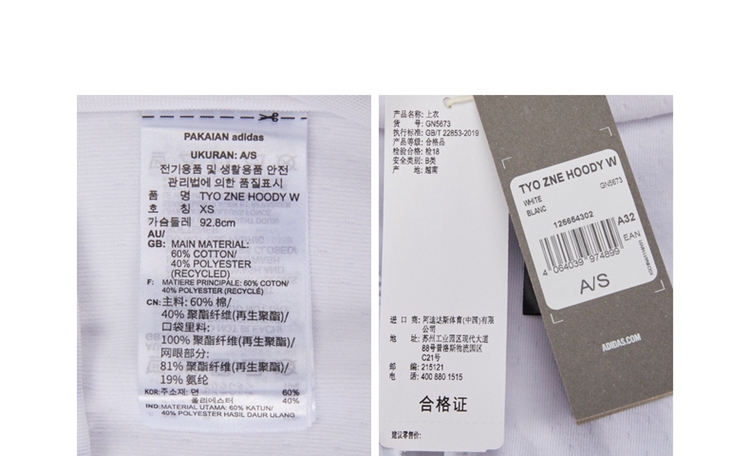 PAKAIAN adidas
UKURAN: A/S
전기용품 및 생활용품 안전
관리법에 의한 품질표시
품 명 TYO ZNE HOODY W
호 칭 XS
가슴둘레 92.8cm
AU/
GB: MAIN MATERIAL:
60% COTTON/
40% POLYESTER
(RECYCLED)
F: MATIERE PRINCIPALE: 60% COTON/
40% POLYESTER (RECYCLÉ)
CN: 主料: 60% 棉/
40% 聚酯纤维(再生聚酯)/
口袋里料:
100% 聚酯纤维(再生聚酯)/
网眼部分:
81% 聚酯纤维(再生聚酯)/
19% 氨纶
KOR: 주소재: 면 60%
폴리에스터 40%
IND: MATERIAL UTAMA: 60% KATUN/
40% POLYESTER HASIL DAUR ULANG
产品名称: 上衣
货 号: GN5673
执行标准: GB/T 22853-2019
产品等级: 合格品
检验合格: 检18
安全类别: B类
产 地: 越南
进 口 商: 阿迪达斯体育(中国)有限
公司
地 址: 苏州工业园区现代大道
88号普洛斯物流园区
C21号
邮 编: 215121
电 话: 400 880 1515
合格证
建议零售价:
TYO ZNE HOODY W
WHITE GN5673
BLANC
125654302 A32
EAN
4 064039 974899
A/S
ADIDAS.COM